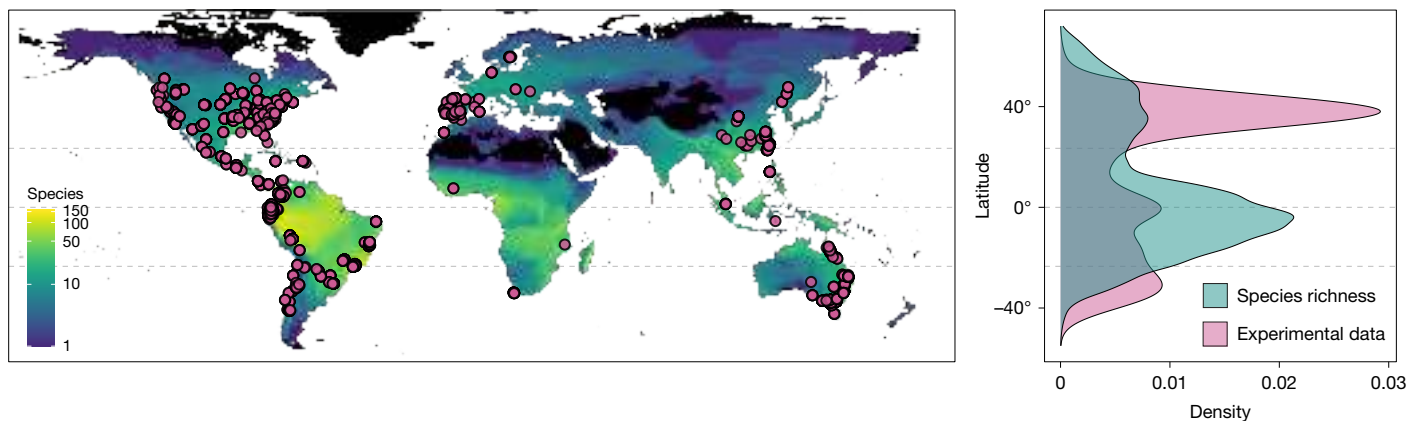 Species
150
100
50
10
1
Latitude
40°
0°
−40°
Species richness
Experimental data
0
0.01
0.02
0.03
Density